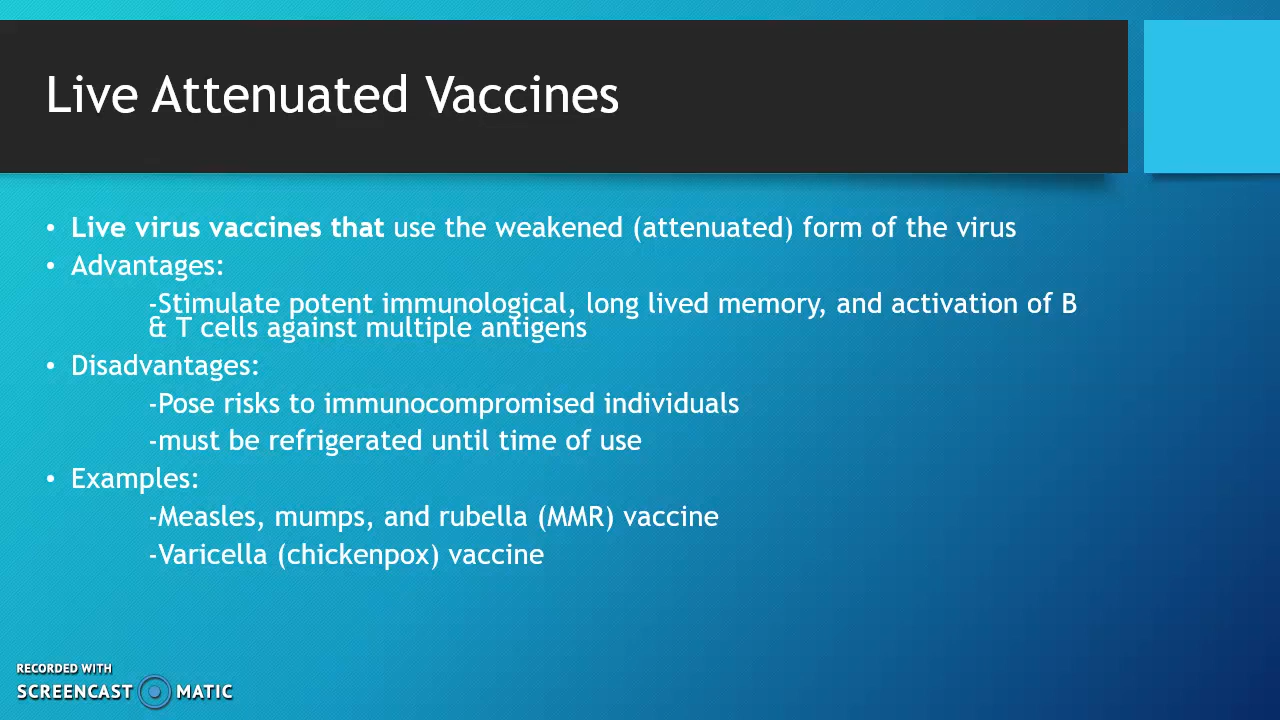 Live Attenuated Vaccines
• Live virus vaccines that use the weakened (attenuated) form of the virus
• Advantages:
-Stimulate potent immunological, long lived memory, and activation of B
& T cells against multiple antigens
• Disadvantages:
-Pose risks to immunocompromised individuals
-must be refrigerated until time of use
• Examples:
-Measles, mumps, and rubella (MMR) vaccine
-Varicella (chickenpox) vaccine
RECORDED WITH
SCREENCAST MATIC